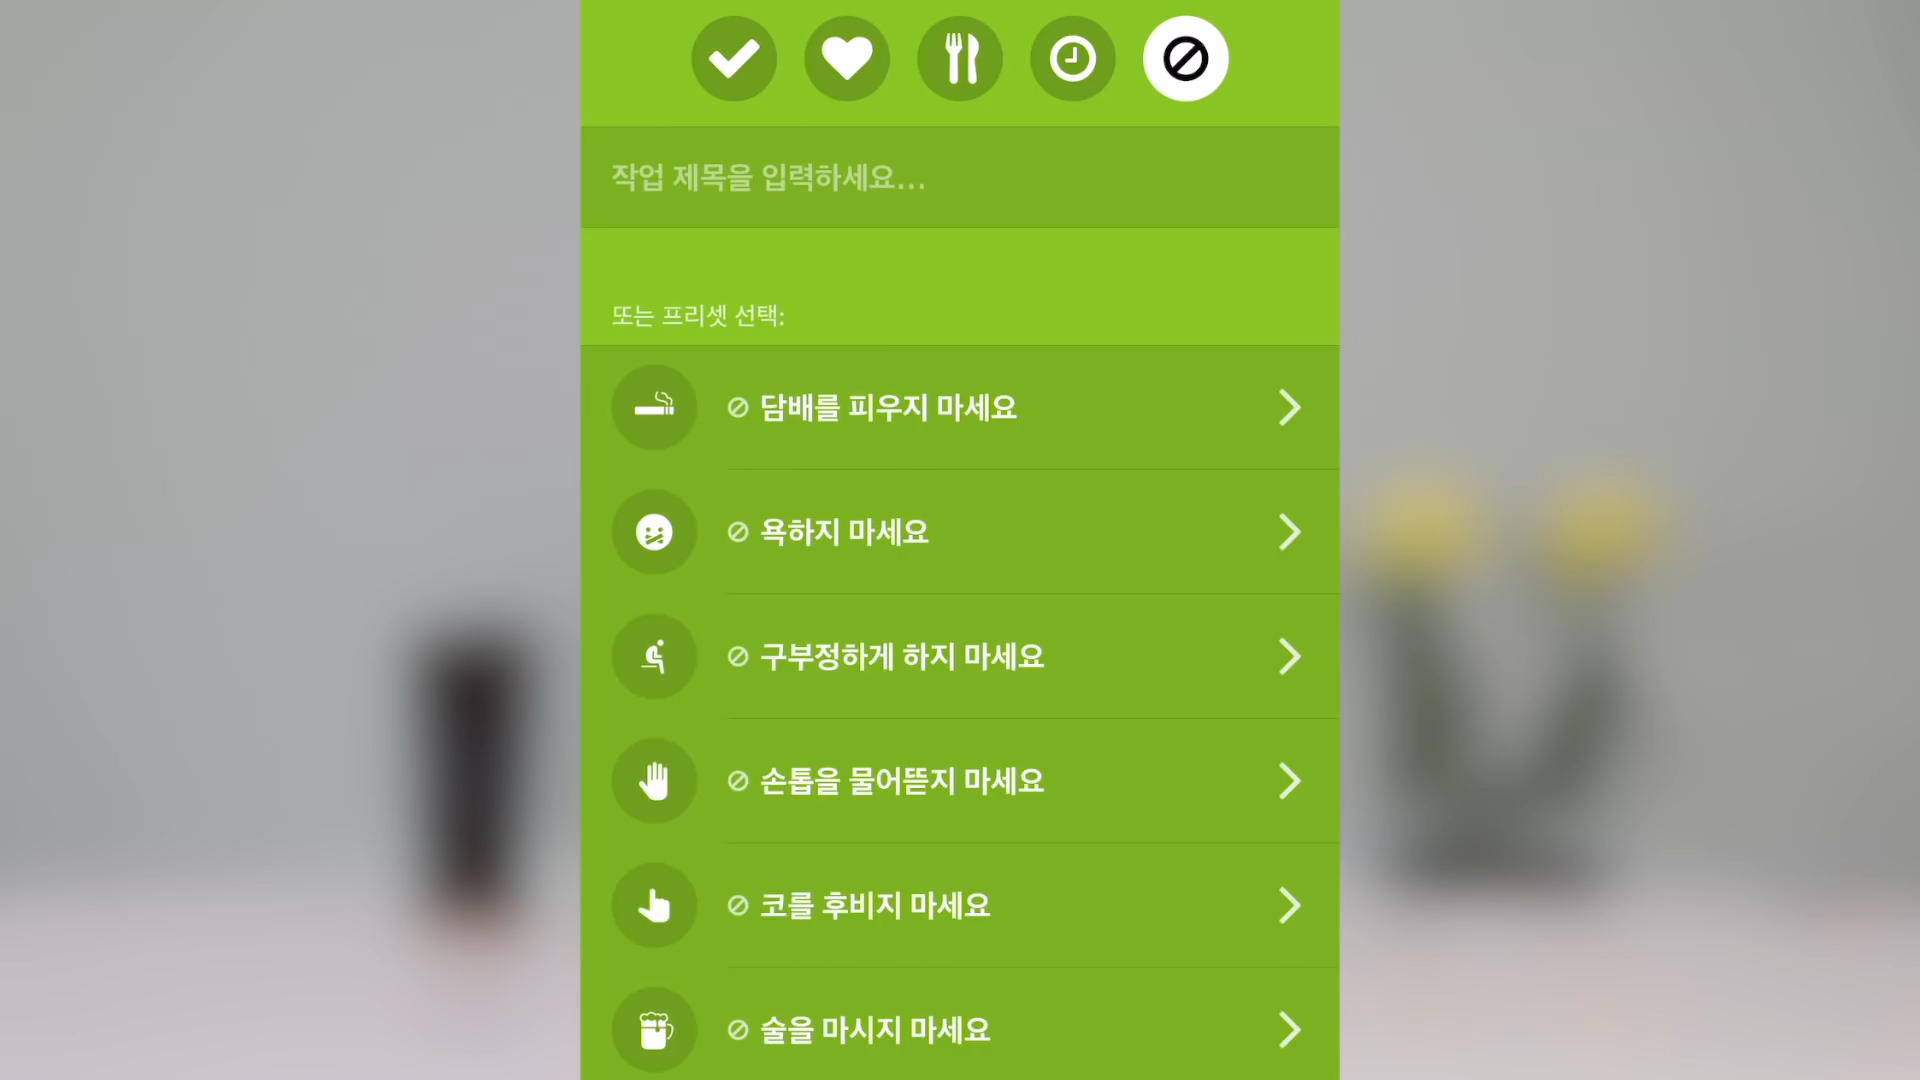 작업 제목을 입력하세요...
또는 프리셋 선택:
담배를 피우지 마세요
욕하지 마세요
구부정하게 하지 마세요
손톱을 물어뜯지 마세요
코를 후비지 마세요
술을 마시지 마세요